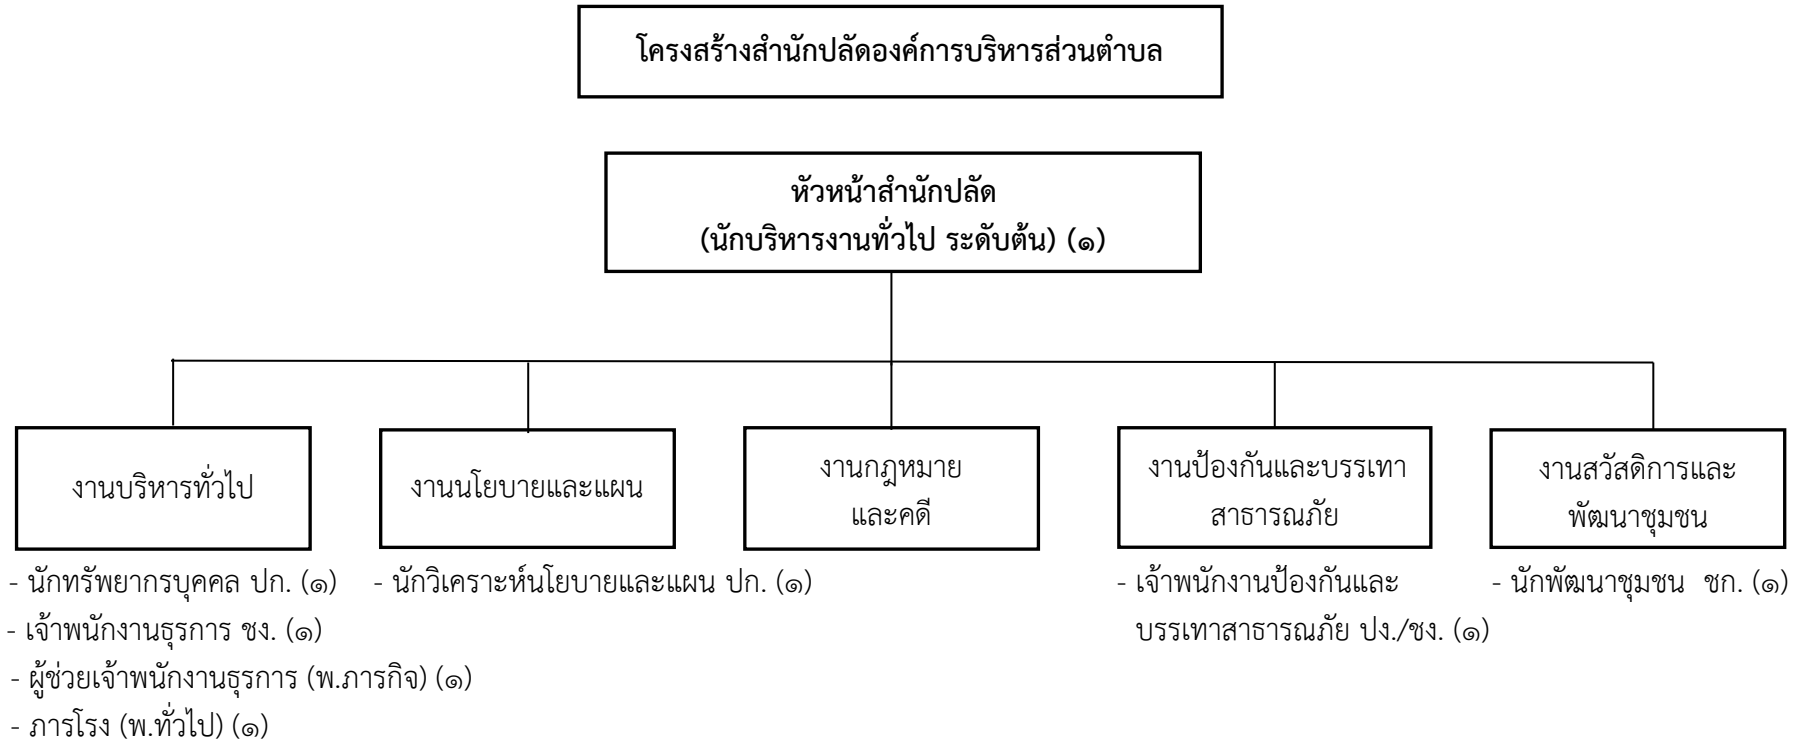 โครงสร้างสำนักปลัดองค์การบริหารส่วนตำบล
หัวหน้าสำนักปลัด
(นักบริหารงานทั่วไป ระดับต้น) (๑)
งานบริหารทั่วไป
- นักทรัพยากรบุคคล ปก. (๑)
- เจ้าพนักงานธุรการ ชง. (๑)
- ผู้ช่วยเจ้าพนักงานธุรการ (พ.ภารกิจ) (๑)
- ภารโรง (พ.ทั่วไป) (๑)
งานนโยบายและแผน
- นักวิเคราะห์นโยบายและแผน ปก. (๑)
งานกฎหมาย
และคดี
งานป้องกันและบรรเทา
สาธารณภัย
- เจ้าพนักงานป้องกันและ
บรรเทาสาธารณภัย ปง./ชง. (๑)
งานสวัสดิการและ
พัฒนาชุมชน
- นักพัฒนาชุมชน ชก. (๑)